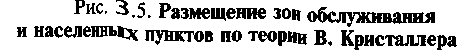 Рис. 3.5. Размещение зон обслуживания
и населенных пунктов по теории В. Кристаллера